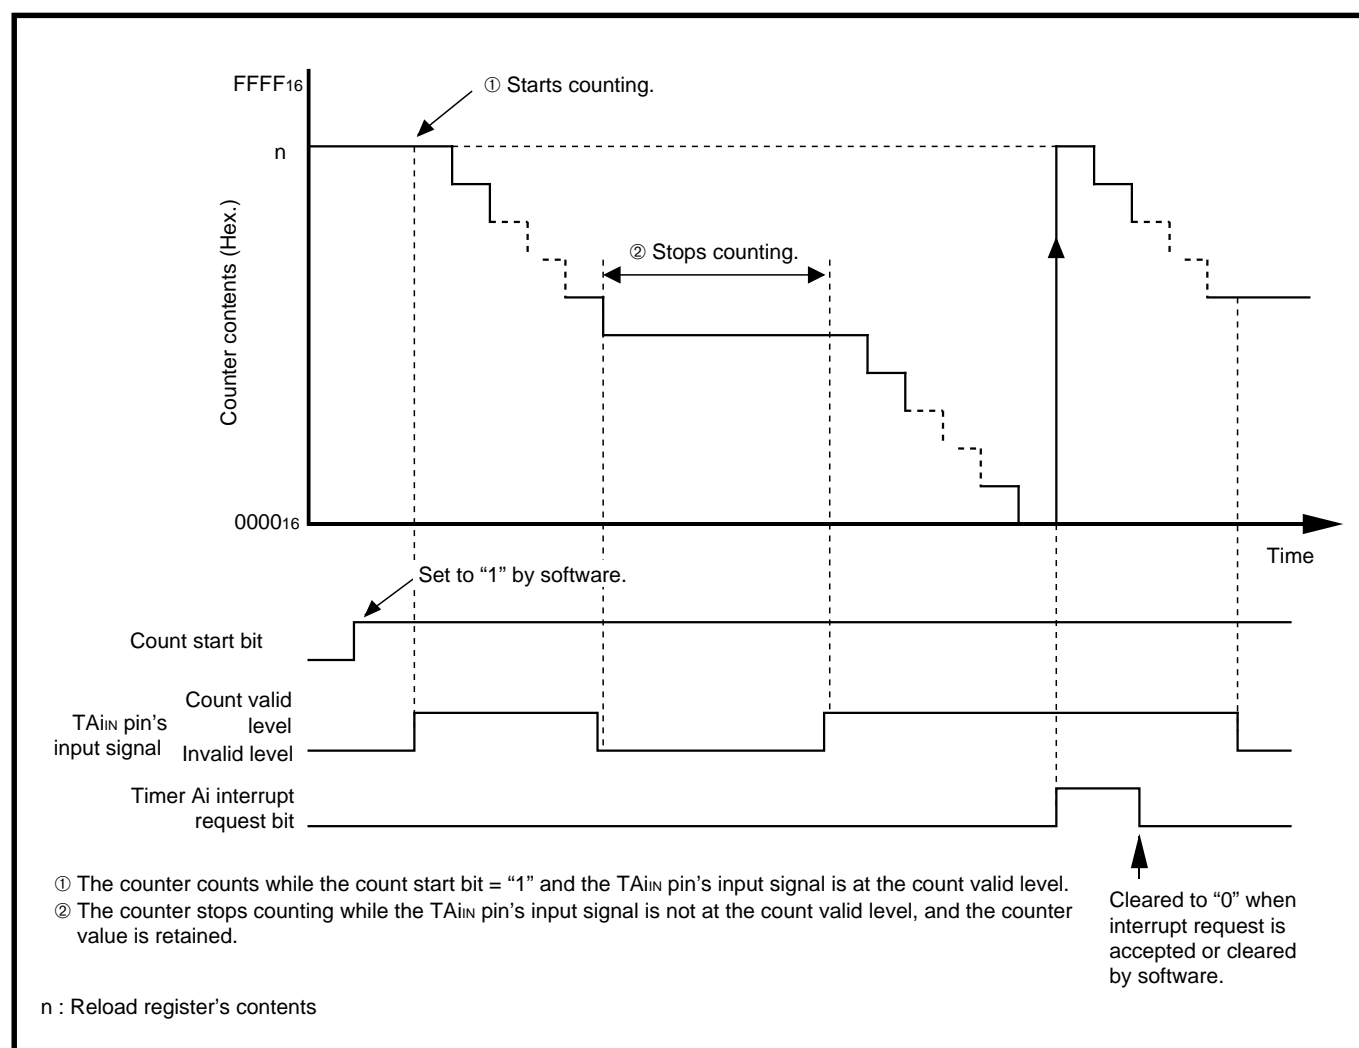 FFFF16
① Starts counting.
n
Counter contents (Hex.)
② Stops counting.
000016
Time
Set to “1” by software.
Count start bit
TAiIN pin’s
input signal
Count valid
level
Invalid level
Timer Ai interrupt
request bit
① The counter counts while the count start bit = “1” and the TAiIN pin’s input signal is at the count valid level.
② The counter stops counting while the TAiIN pin’s input signal is not at the count valid level, and the counter
value is retained.
Cleared to “0” when
interrupt request is
accepted or cleared
by software.
n : Reload register’s contents